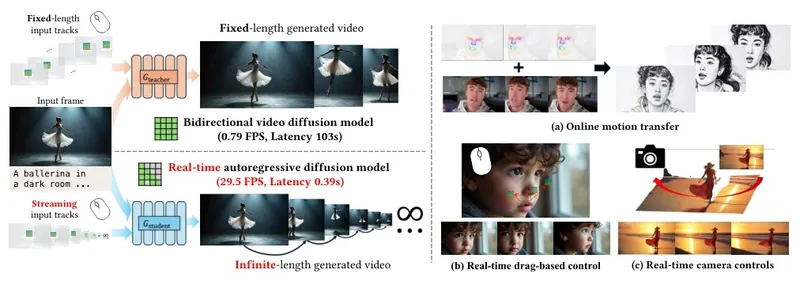 Fixed-length
input tracks
Input frame
A ballerina in
a dark room ...
Streaming
input tracks
Fixed-length generated video
Gteacher
Bidirectional video diffusion model
(0.79 FPS, Latency 103s)
Real-time autoregressive diffusion model
(29.5 FPS, Latency 0.39s)
Gstudent
∞
...
Infinite-length generated video
+
(a) Online motion transfer
(b) Real-time drag-based control
(c) Real-time camera controls